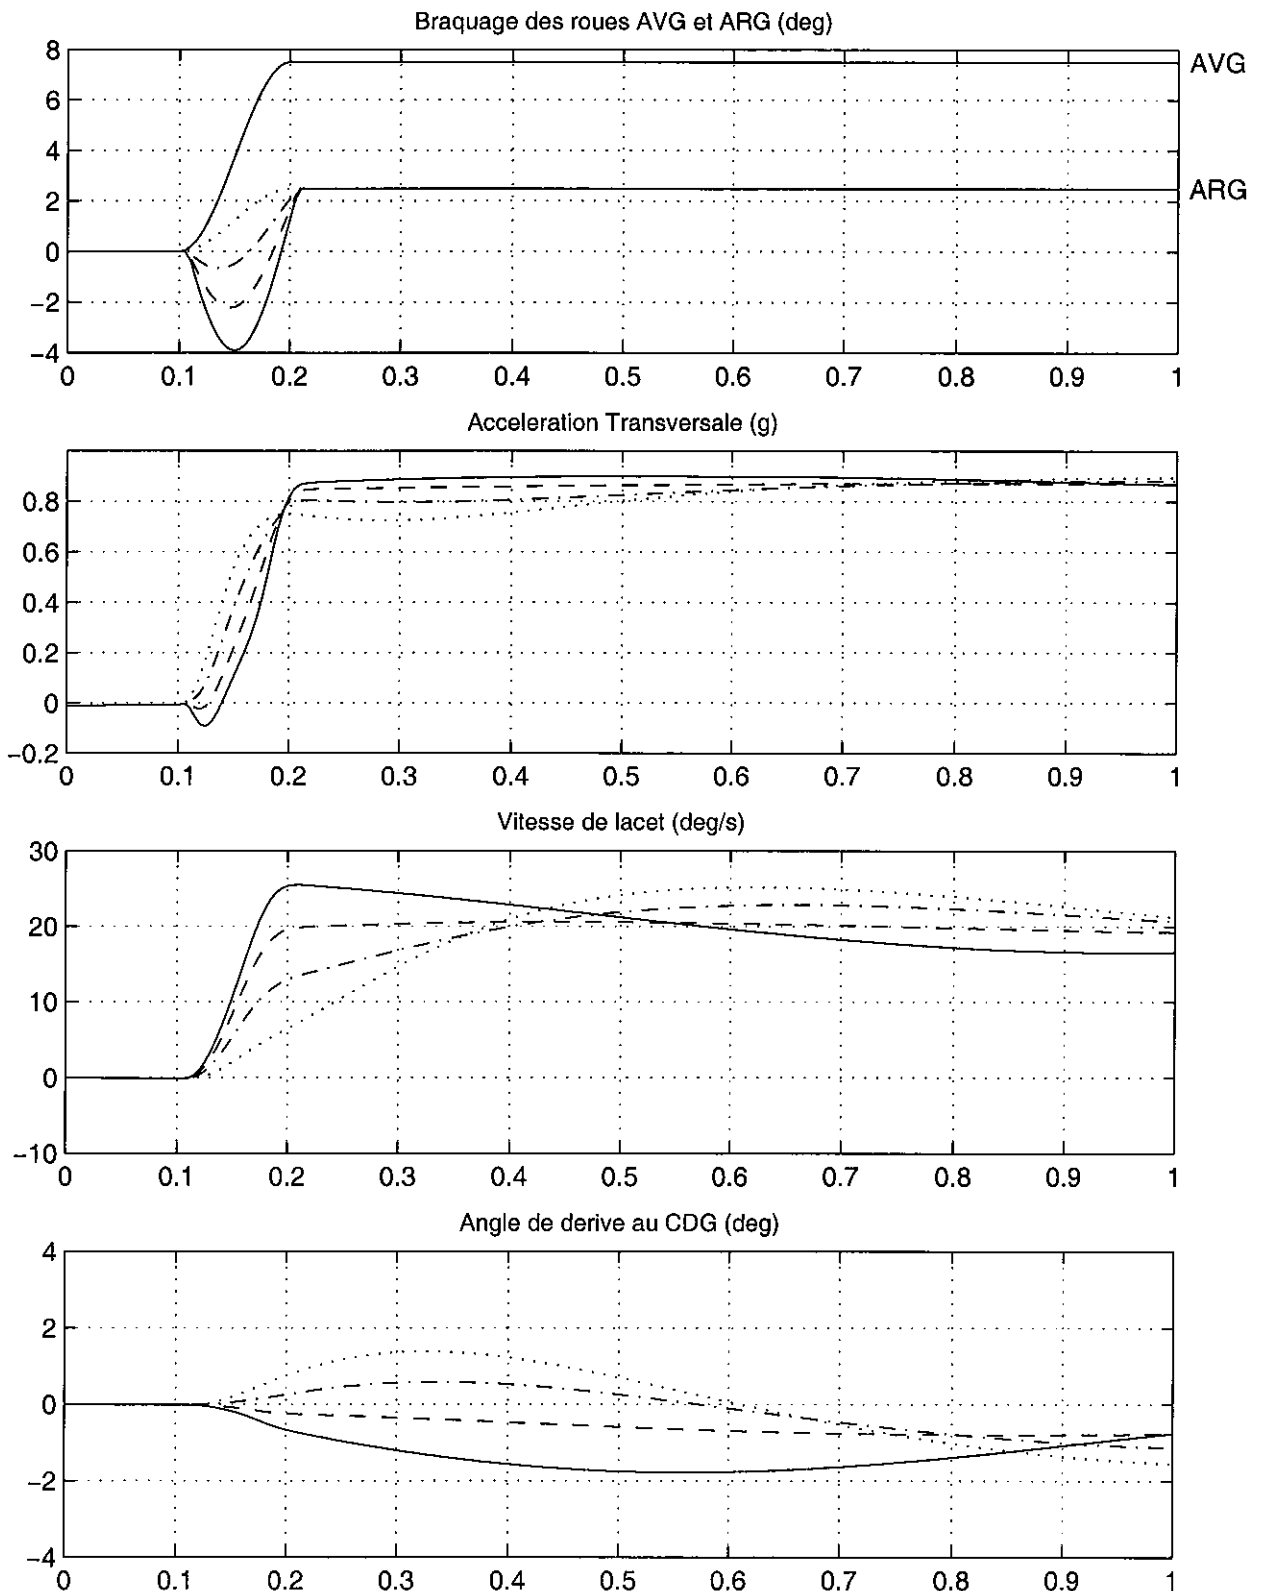 Braquage des roues AVG et ARG (deg)
8
AVG
6
4
2
ARG
0
−2
−4
0 0.1 0.2 0.3 0.4 0.5 0.6 0.7 0.8 0.9 1
Acceleration Transversale (g)
0.8
0.6
0.4
0.2
0
−0.2
0 0.1 0.2 0.3 0.4 0.5 0.6 0.7 0.8 0.9 1
Vitesse de lacet (deg/s)
30
20
10
0
−10
0 0.1 0.2 0.3 0.4 0.5 0.6 0.7 0.8 0.9 1
Angle de derive au CDG (deg)
4
2
0
−2
−4
0 0.1 0.2 0.3 0.4 0.5 0.6 0.7 0.8 0.9 1